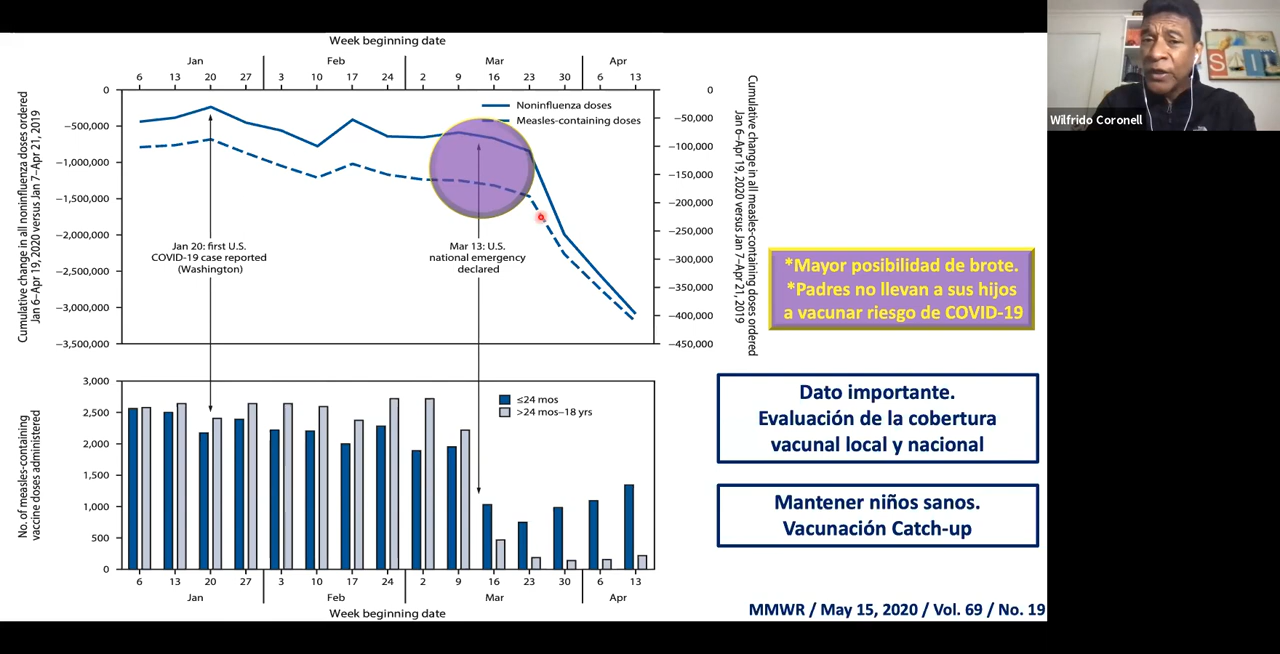 Week beginning date
Jan Feb Mar Apr
6 13 20 27 3 10 17 24 2 9 16 23 30 6 13
Cumulative change in all noninfluenza doses ordered
Jan 6–Apr 19, 2020 versus Jan 7–Apr 21, 2019
0
−500,000
−1,000,000
−1,500,000
−2,000,000
−2,500,000
−3,000,000
−3,500,000
Noninfluenza doses
Measles-containing doses
Jan 20: first U.S.
COVID-19 case reported
(Washington)
Mar 13: U.S.
national emergency
declared
0
−50,000
−100,000
−150,000
−200,000
−250,000
−300,000
−350,000
−400,000
−450,000
Cumulative change in all measles-containing doses ordered
Jan 6–Apr 19, 2020 versus Jan 7–Apr 21, 2019
No. of measles-containing
vaccine doses administered
3,000
2,500
2,000
1,500
1,000
500
0
≤24 mos
>24 mos–18 yrs
6 13 20 27 3 10 17 24 2 9 16 23 30 6 13
Jan Feb Mar Apr
Week beginning date
*Mayor posibilidad de brote.
*Padres no llevan a sus hijos
a vacunar riesgo de COVID-19
Dato importante.
Evaluación de la cobertura
vacunal local y nacional
Mantener niños sanos.
Vacunación Catch-up
MMWR / May 15, 2020 / Vol. 69 / No. 19
Wilfrido Coronell